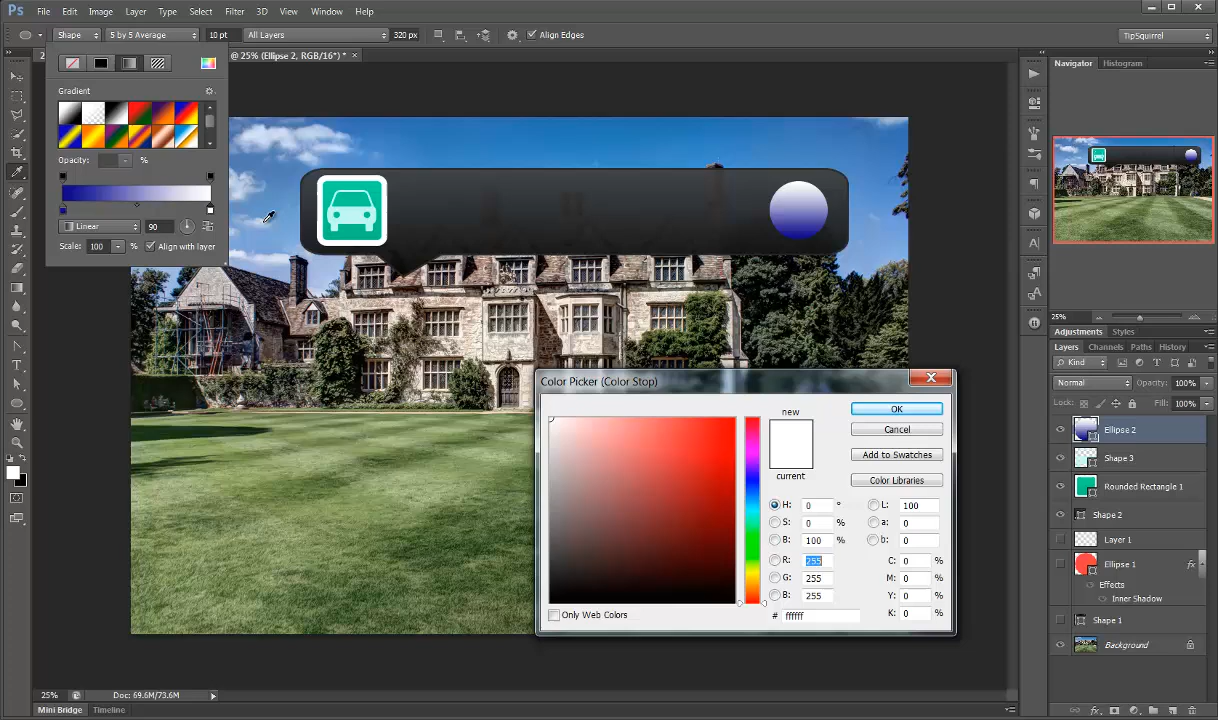 Ps File Edit Image Layer Type Select Filter 3D View Window Help
Shape 5 by 5 Average 10 pt All Layers 320 px Align Edges TipSquirrel
2 @ 25% (Ellipse 2, RGB/16*) * ×
Navigator Histogram
Gradient
Opacity: %
Linear 90
Scale: 100 % Align with layer
25%
Adjustments Styles
Layers Channels Paths History
Kind
Normal Opacity: 100%
Lock: Fill: 100%
Ellipse 2
Shape 3
Rounded Rectangle 1
Shape 2
Layer 1
Ellipse 1 fx
Effects
Inner Shadow
Shape 1
Background
Color Picker (Color Stop)
new
current
OK
Cancel
Add to Swatches
Color Libraries
H: 0 ° L: 100
S: 0 % a: 0
B: 100 % b: 0
R: 255 C: 0 %
G: 255 M: 0 %
B: 255 Y: 0 %
# ffffff K: 0 %
Only Web Colors
25% Doc: 69.6M/73.6M
Mini Bridge Timeline